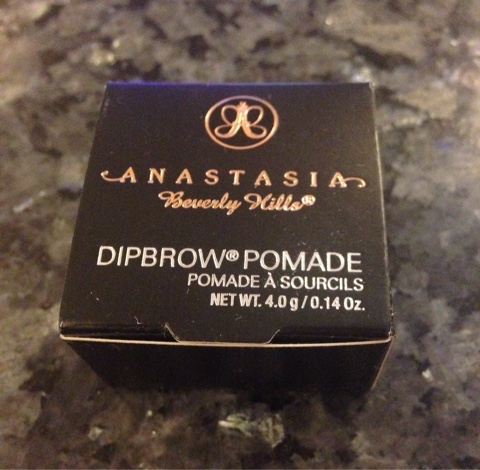 ANASTASIA
Beverly Hills®
DIPBROW® POMADE
POMADE À SOURCILS
NET WT. 4.0 g / 0.14 Oz.